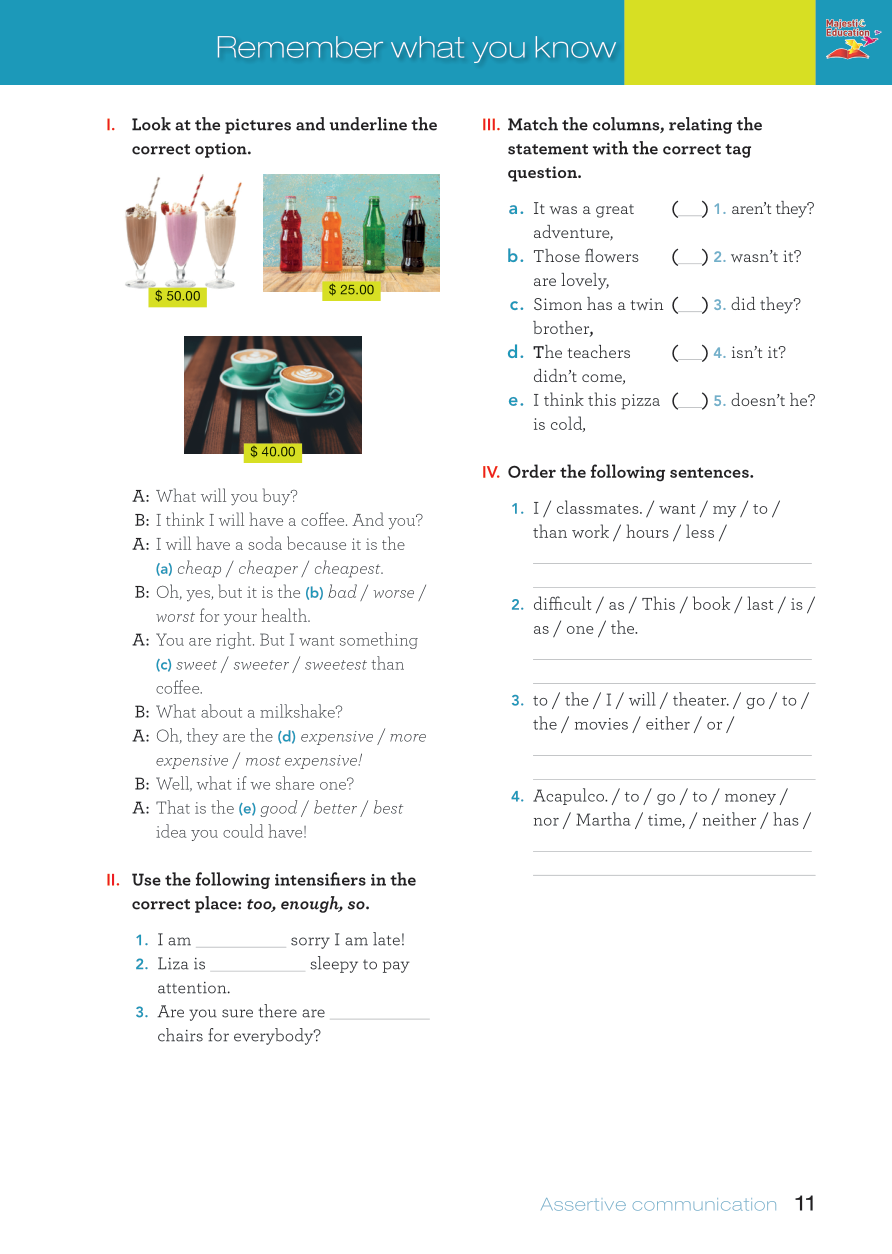 Remember what you know
Majestic
Education
I. Look at the pictures and underline the
correct option.
$ 50.00
$ 25.00
$ 40.00
A: What will you buy?
B: I think I will have a coffee. And you?
A: I will have a soda because it is the
(a) cheap / cheaper / cheapest.
B: Oh, yes, but it is the (b) bad / worse /
worst for your health.
A: You are right. But I want something
(c) sweet / sweeter / sweetest than
coffee.
B: What about a milkshake?
A: Oh, they are the (d) expensive / more
expensive / most expensive!
B: Well, what if we share one?
A: That is the (e) good / better / best
idea you could have!
II. Use the following intensifiers in the
correct place: too, enough, so.
1. I am __________ sorry I am late!
2. Liza is __________ sleepy to pay
attention.
3. Are you sure there are __________
chairs for everybody?
III. Match the columns, relating the
statement with the correct tag
question.
a. It was a great (___) 1. aren't they?
adventure,
b. Those flowers (___) 2. wasn't it?
are lovely,
c. Simon has a twin (___) 3. did they?
brother,
d. The teachers (___) 4. isn't it?
didn't come,
e. I think this pizza (___) 5. doesn't he?
is cold,
IV. Order the following sentences.
1. I / classmates. / want / my / to /
than work / hours / less /
2. difficult / as / This / book / last / is /
as / one / the.
3. to / the / I / will / theater. / go / to /
the / movies / either / or /
4. Acapulco. / to / go / to / money /
nor / Martha / time, / neither / has /
Assertive communication 11